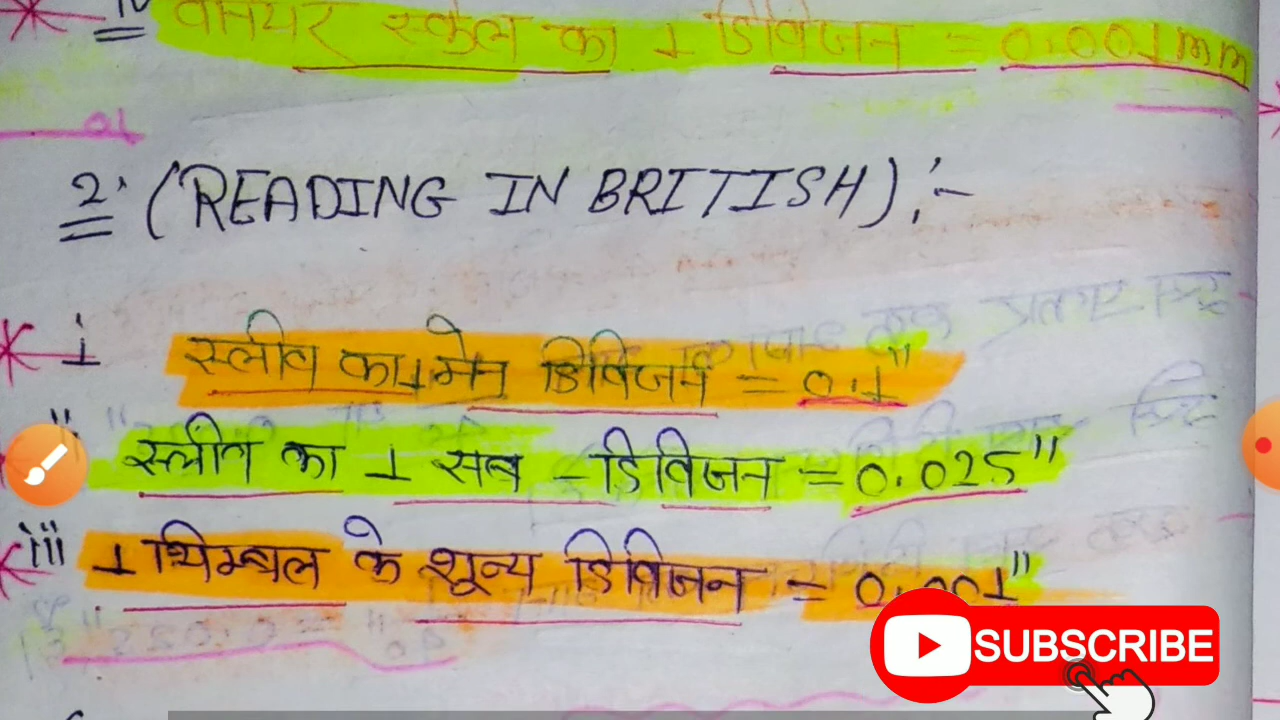 iv वर्नियर स्केल का 1 डिविजन = 0.001mm
2. (READING IN BRITISH):-
i स्लीव का 1 मेन डिविजन = 0.1"
ii स्लीव का 1 सब - डिविजन = 0.025"
iii 1 थिम्बल के शून्य डिविजन = 0.001"
SUBSCRIBE